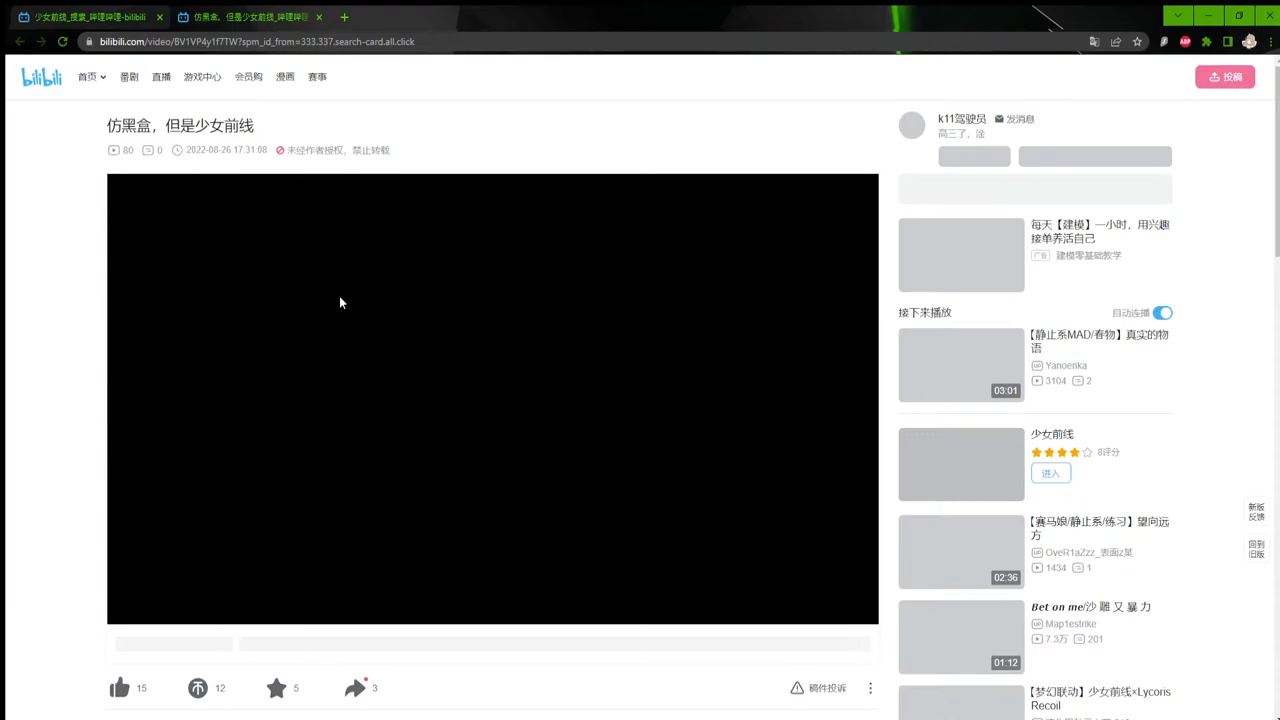 少女前线_搜索_哔哩哔哩-bilibili
仿黑盒，但是少女前线_哔哩哔哩
bilibili.com/video/BV1VP4y1f7TW?spm_id_from=333.337.search-card.all.click
ABP
bilibili
首页
番剧
直播
游戏中心
会员购
漫画
赛事
投稿
仿黑盒，但是少女前线
80
0
2022-08-26 17:31:08
未经作者授权，禁止转载
k11驾驶员
发消息
高三了，淦
每天【建模】一小时，用兴趣
接单养活自己
广告
建模零基础教学
接下来播放
自动连播
【静止系MAD/春物】真实的物
语
UP Yanoerika
3104
2
03:01
少女前线
8评分
进入
【赛马娘/静止系/练习】望向远
方
UP OveR1aZzz_表面z某
1434
1
02:36
Bet on me/沙 雕 又 暴 力
UP Map1estrike
7.3万
201
01:12
【梦幻联动】少女前线×Lycoris
Recoil
新版
反馈
回到
旧版
15
12
5
3
稿件投诉